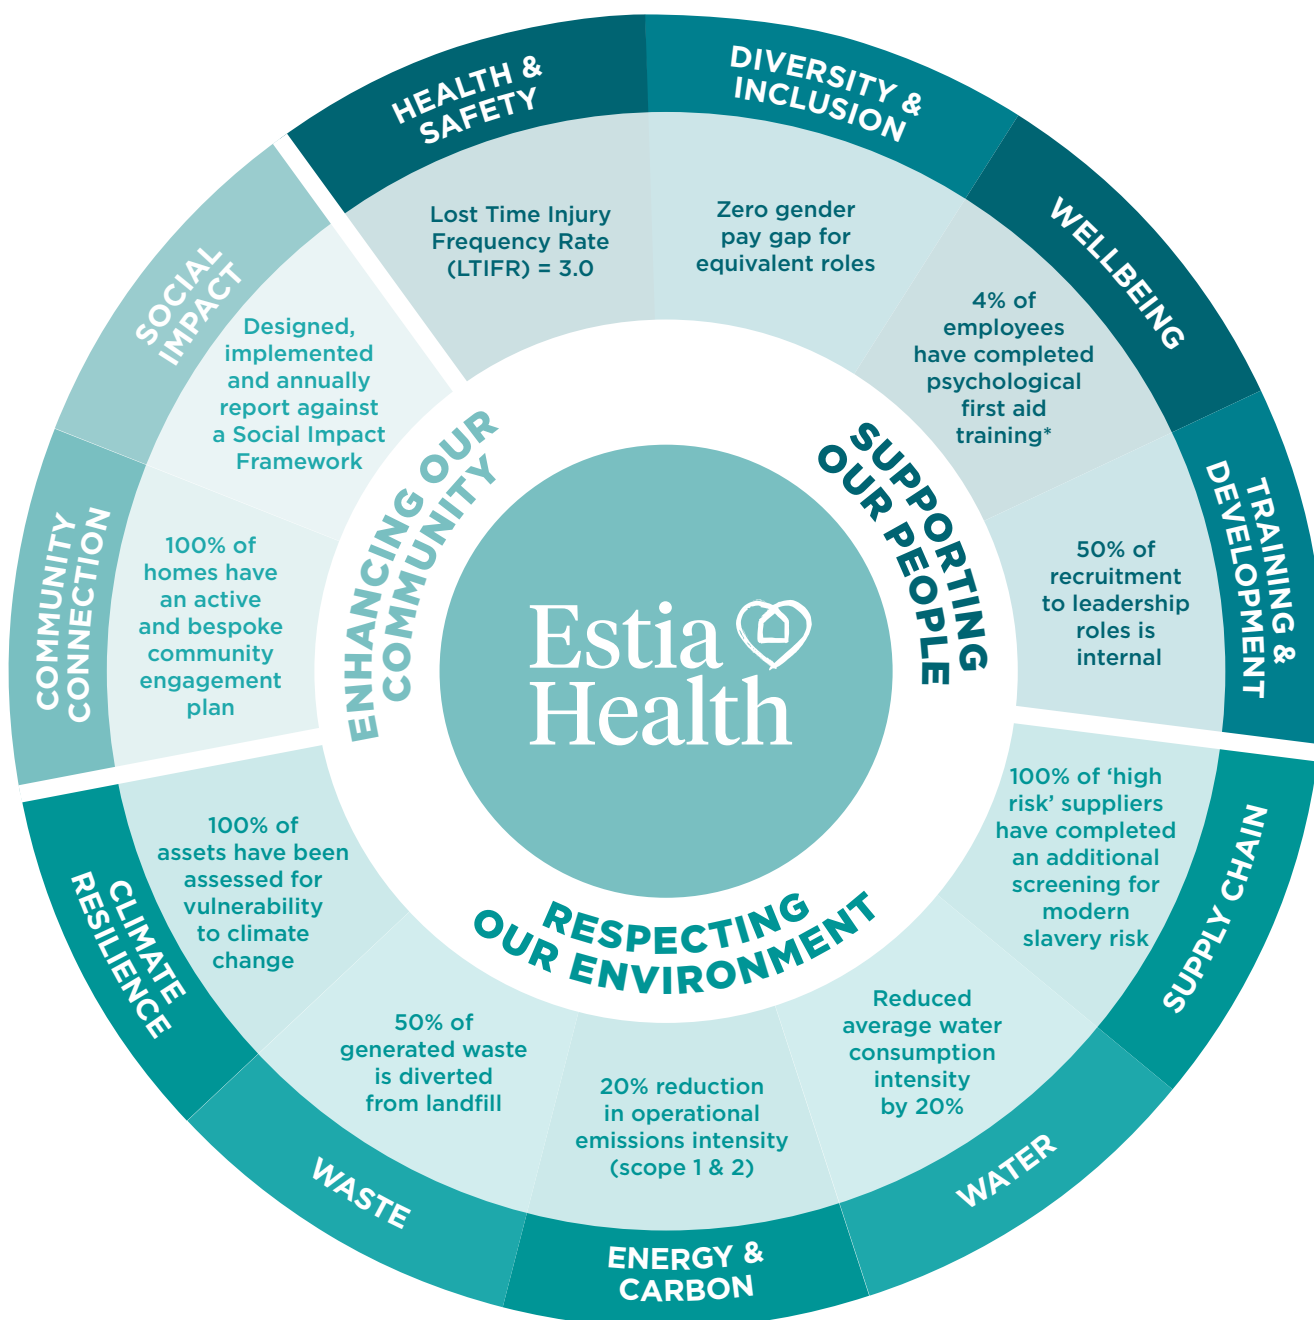 HEALTH &
SAFETY
Lost Time Injury
Frequency Rate
(LTIFR) = 3.0
DIVERSITY &
INCLUSION
Zero gender
pay gap for
equivalent roles
WELLBEING
4% of
employees
have completed
psychological
first aid
training*
TRAINING &
DEVELOPMENT
50% of
recruitment
to leadership
roles is
internal
SUPPORTING
OUR PEOPLE
SUPPLY CHAIN
100% of ‘high
risk’ suppliers
have completed
an additional
screening for
modern
slavery risk
WATER
Reduced
average water
consumption
intensity
by 20%
ENERGY &
CARBON
20% reduction
in operational
emissions intensity
(scope 1 & 2)
WASTE
50% of
generated waste
is diverted
from landfill
CLIMATE
RESILIENCE
100% of
assets have been
assessed for
vulnerability
to climate
change
RESPECTING
OUR ENVIRONMENT
COMMUNITY
CONNECTION
100% of
homes have
an active
and bespoke
community
engagement
plan
SOCIAL
IMPACT
Designed,
implemented
and annually
report against
a Social Impact
Framework
ENHANCING OUR
COMMUNITY
Estia
Health